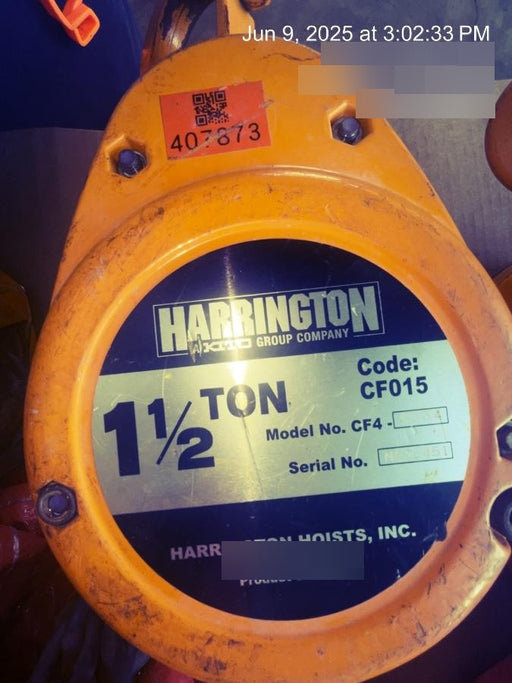 Jun 9, 2025 at 3:02:33 PM
407873
HARRINGTON
A KITO GROUP COMPANY
1 1/2 TON
Code:
CF015
Model No. CF4 -
Serial No.
HOISTS, INC.